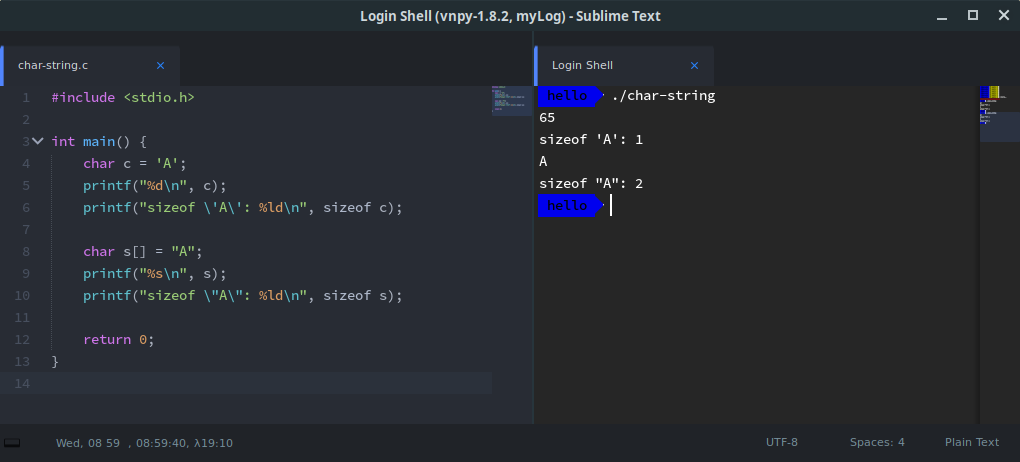 Login Shell (vnpy-1.8.2, myLog) - Sublime Text
char-string.c ×
1 #include <stdio.h>
2
3 int main() {
4     char c = 'A';
5     printf("%d\n", c);
6     printf("sizeof \'A\': %ld\n", sizeof c);
7
8     char s[] = "A";
9     printf("%s\n", s);
10     printf("sizeof \"A\": %ld\n", sizeof s);
11
12     return 0;
13 }
14
Login Shell ×
hello ./char-string
65
sizeof 'A': 1
A
sizeof "A": 2
hello
Wed, 08 59 , 08:59:40, λ19:10
UTF-8
Spaces: 4
Plain Text